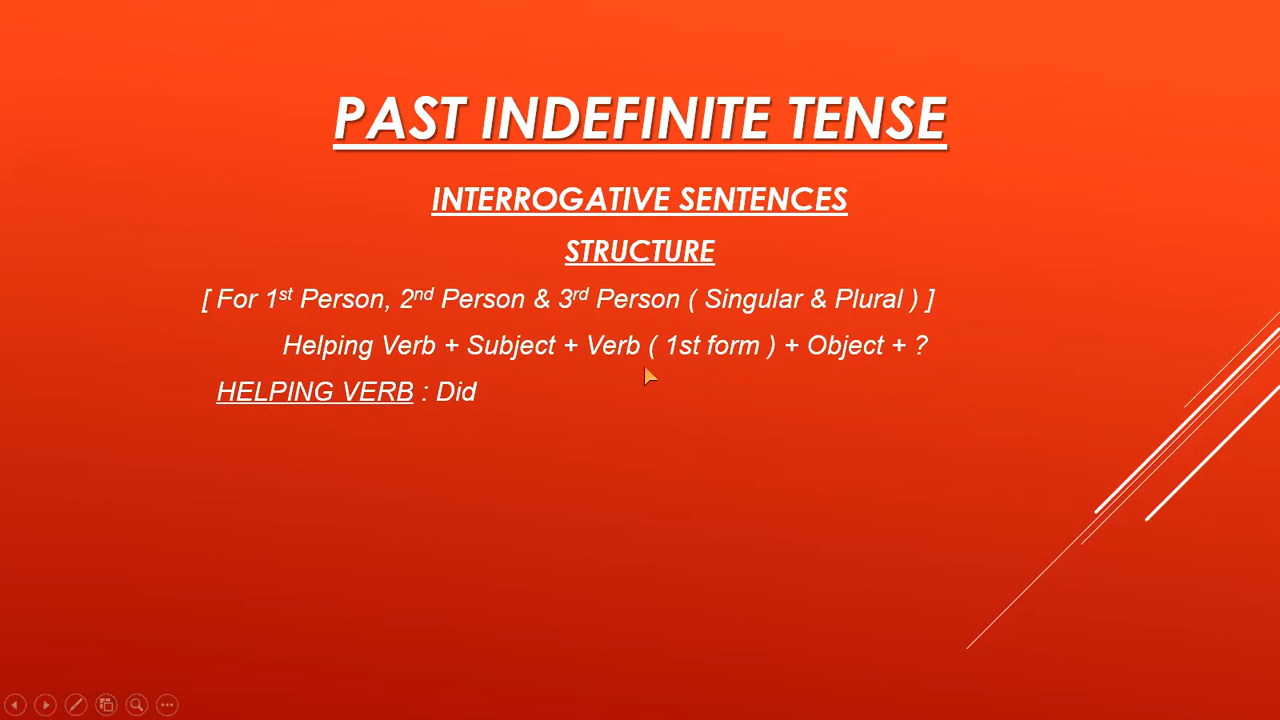 PAST INDEFINITE TENSE
INTERROGATIVE SENTENCES
STRUCTURE
[ For 1st Person, 2nd Person & 3rd Person ( Singular & Plural ) ]
Helping Verb + Subject + Verb ( 1st form ) + Object + ?
HELPING VERB : Did